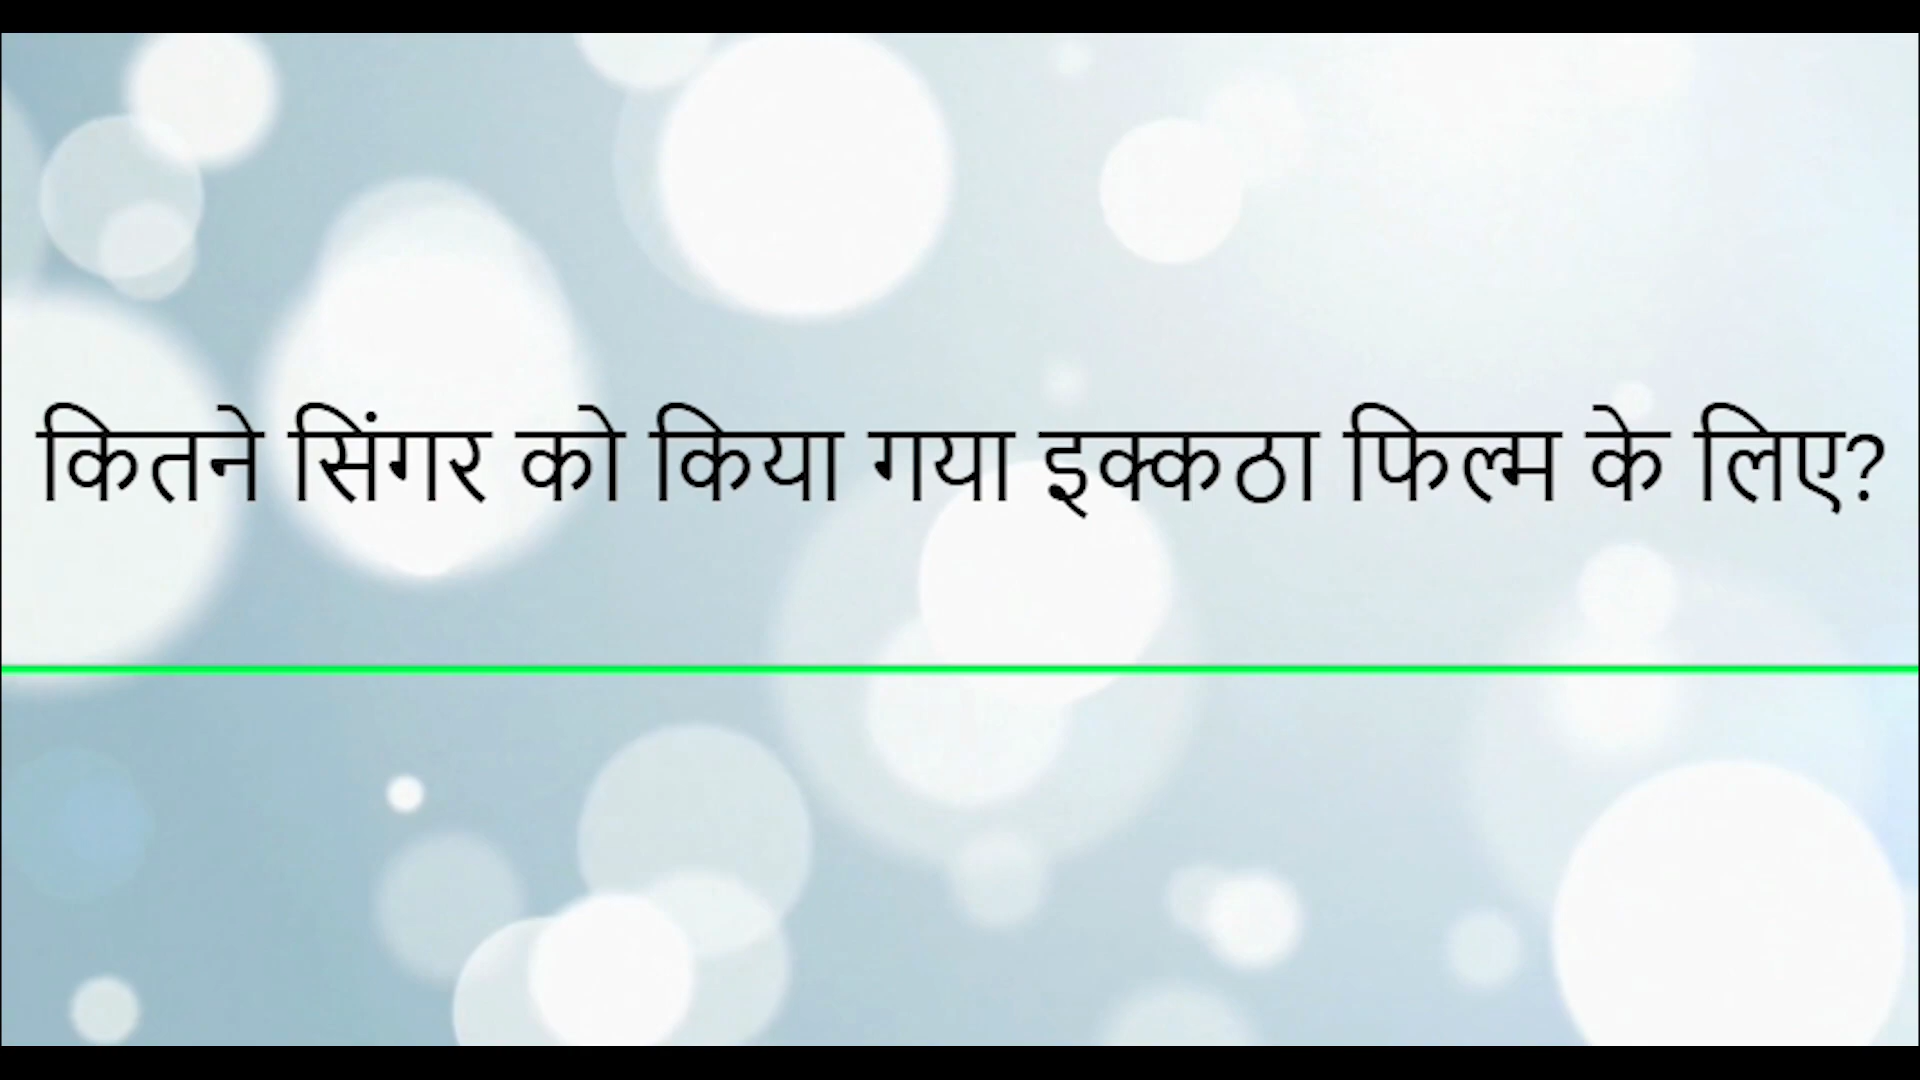 कितने सिंगर को किया गया इक्कठा फिल्म के लिए?